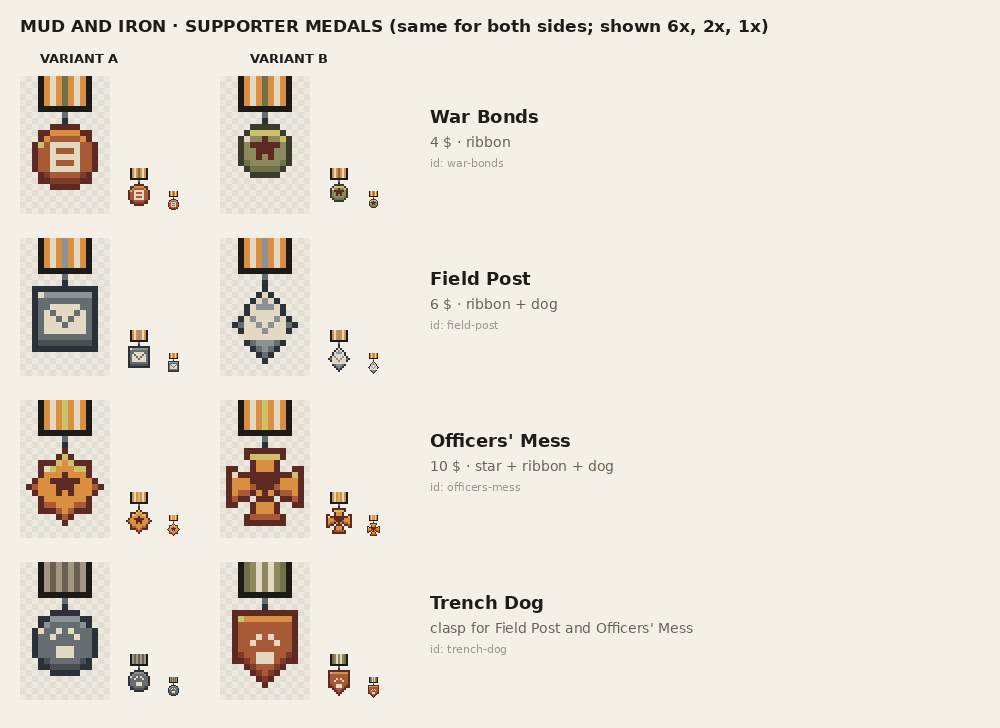 MUD AND IRON · SUPPORTER MEDALS (same for both sides; shown 6x, 2x, 1x)
VARIANT A
VARIANT B
War Bonds
4 $ · ribbon
id: war-bonds
Field Post
6 $ · ribbon + dog
id: field-post
Officers' Mess
10 $ · star + ribbon + dog
id: officers-mess
Trench Dog
clasp for Field Post and Officers' Mess
id: trench-dog